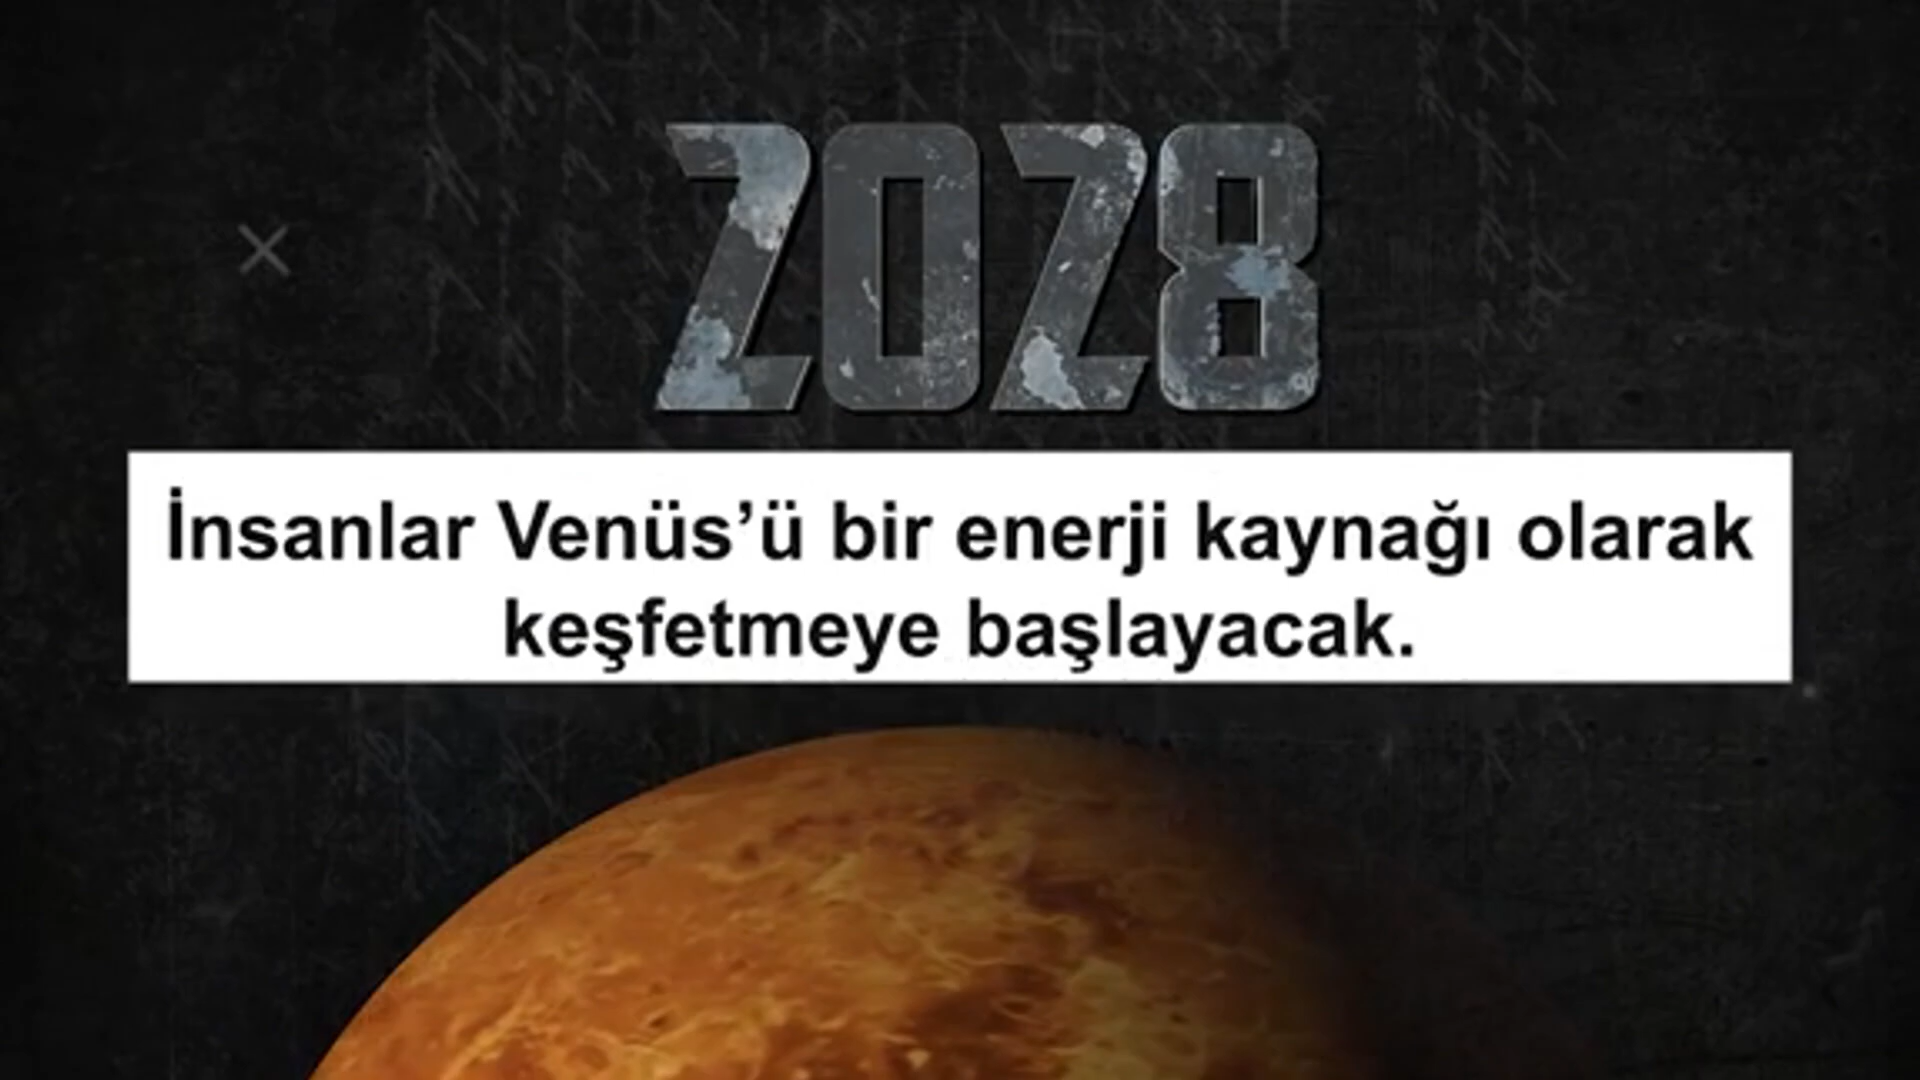 2028
İnsanlar Venüs’ü bir enerji kaynağı olarak
keşfetmeye başlayacak.